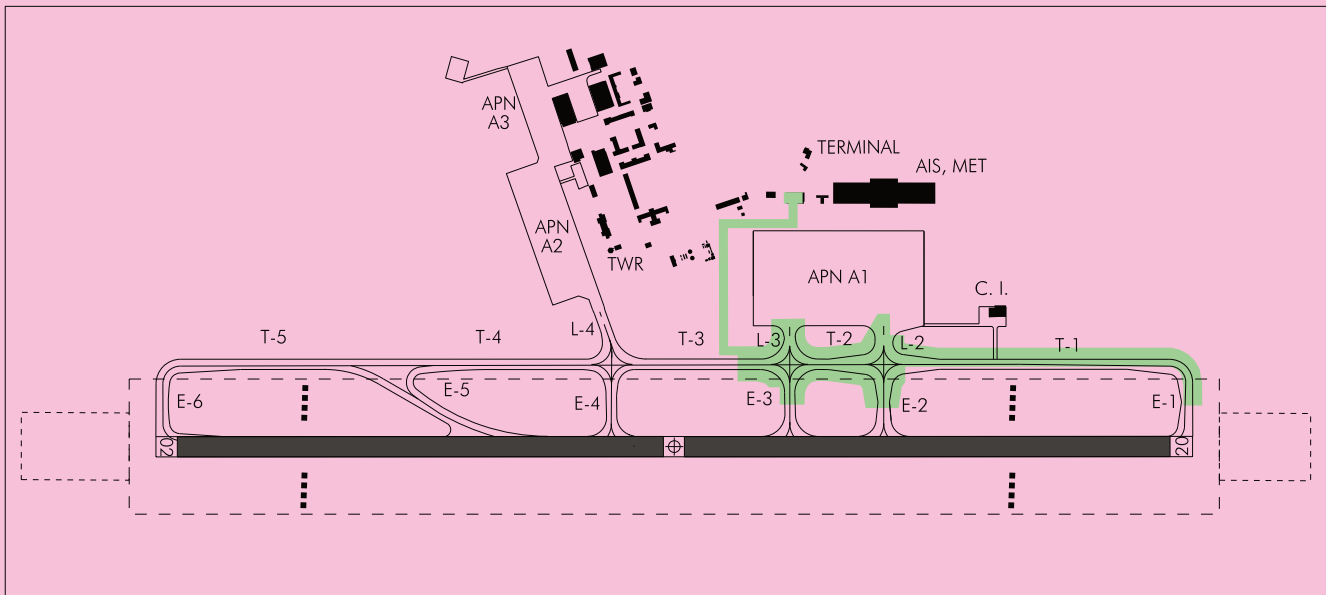 APN
A3
TERMINAL
AIS, MET
APN
A2
TWR
APN A1
C. I.
T-5
T-4
L-4
T-3
L-3
T-2
L-2
T-1
E-6
E-5
E-4
E-3
E-2
E-1
02
20